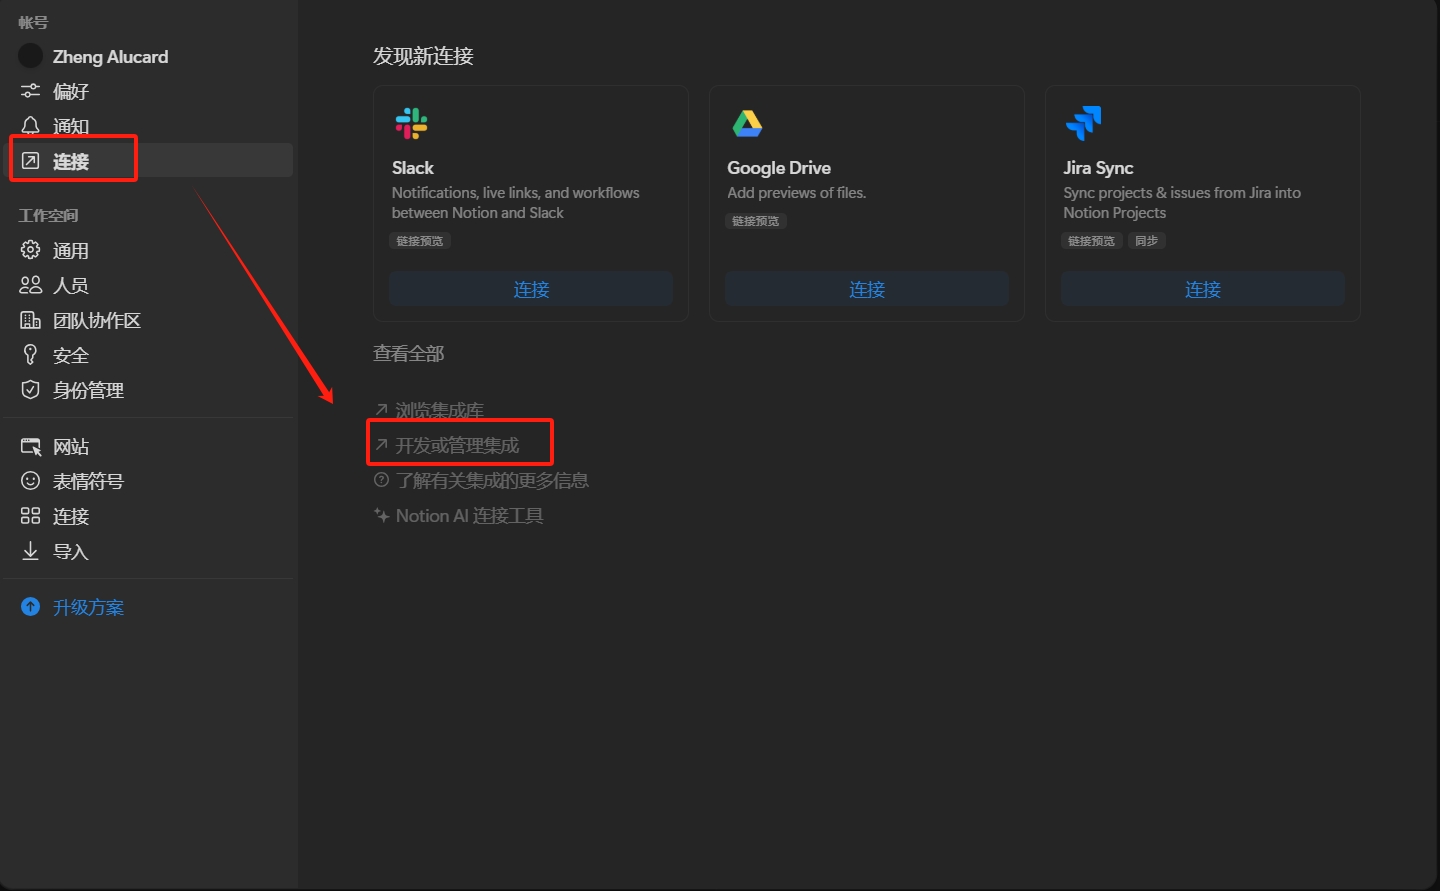 帐号
Zheng Alucard
偏好
通知
连接
工作空间
通用
人员
团队协作区
安全
身份管理
网站
表情符号
连接
导入
升级方案
发现新连接
Slack
Notifications, live links, and workflows
between Notion and Slack
链接预览
连接
Google Drive
Add previews of files.
链接预览
连接
Jira Sync
Sync projects & issues from Jira into
Notion Projects
链接预览 同步
连接
查看全部
浏览集成库
开发或管理集成
了解有关集成的更多信息
Notion AI 连接工具